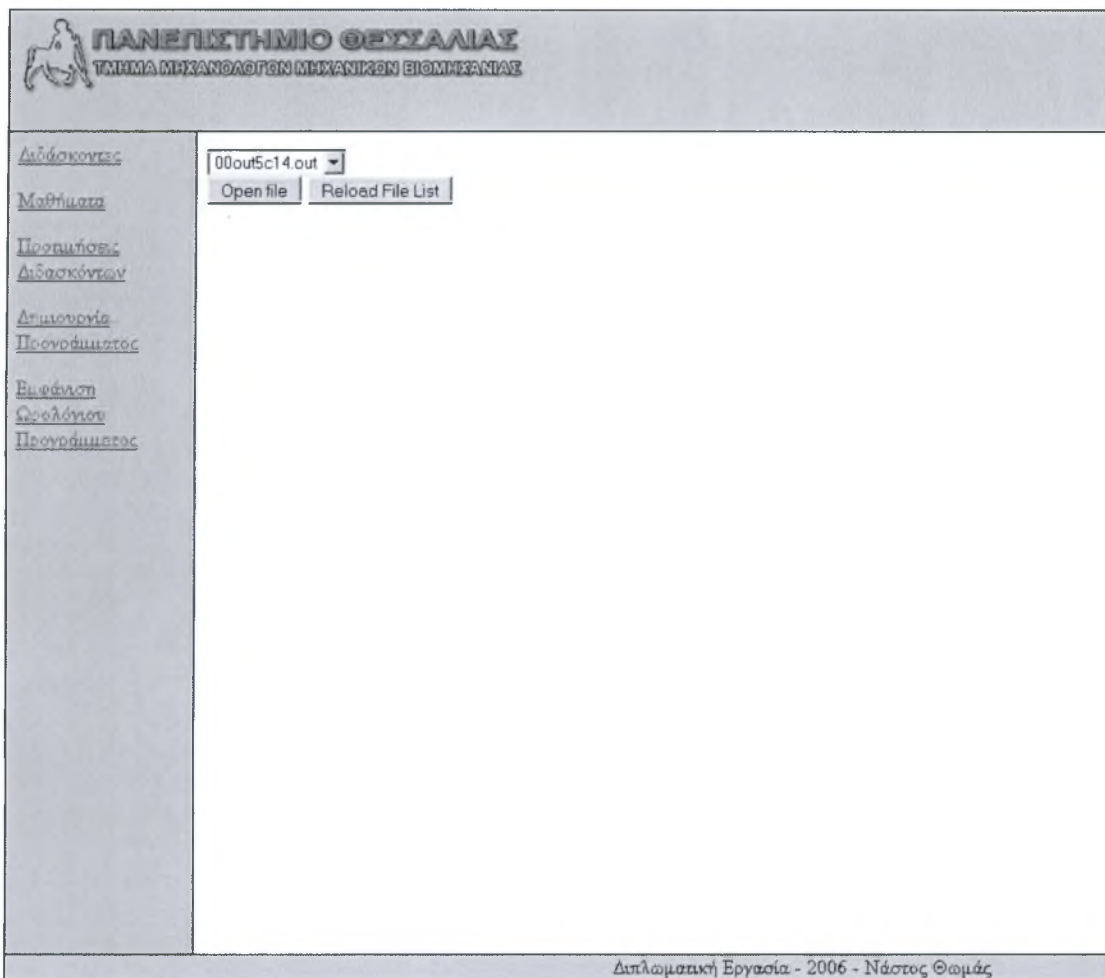 ΠΑΝΕΠΙΣΤΗΜΙΟ ΘΕΣΣΑΛΙΑΣ
ΤΜΗΜΑ ΜΗΧΑΝΟΛΟΓΩΝ ΜΗΧΑΝΙΚΩΝ ΒΙΟΜΗΧΑΝΙΑΣ
Διδάσκοντες
Μαθήματα
Προτιμήσεις
Διδασκόντων
Δημιουργία
Προγράμματος
Εμφάνιση
Ωρολόγιου
Προγράμματος
00out5c14.out
Open file Reload File List
Διπλωματική Εργασία - 2006 - Νάστος Θωμάς